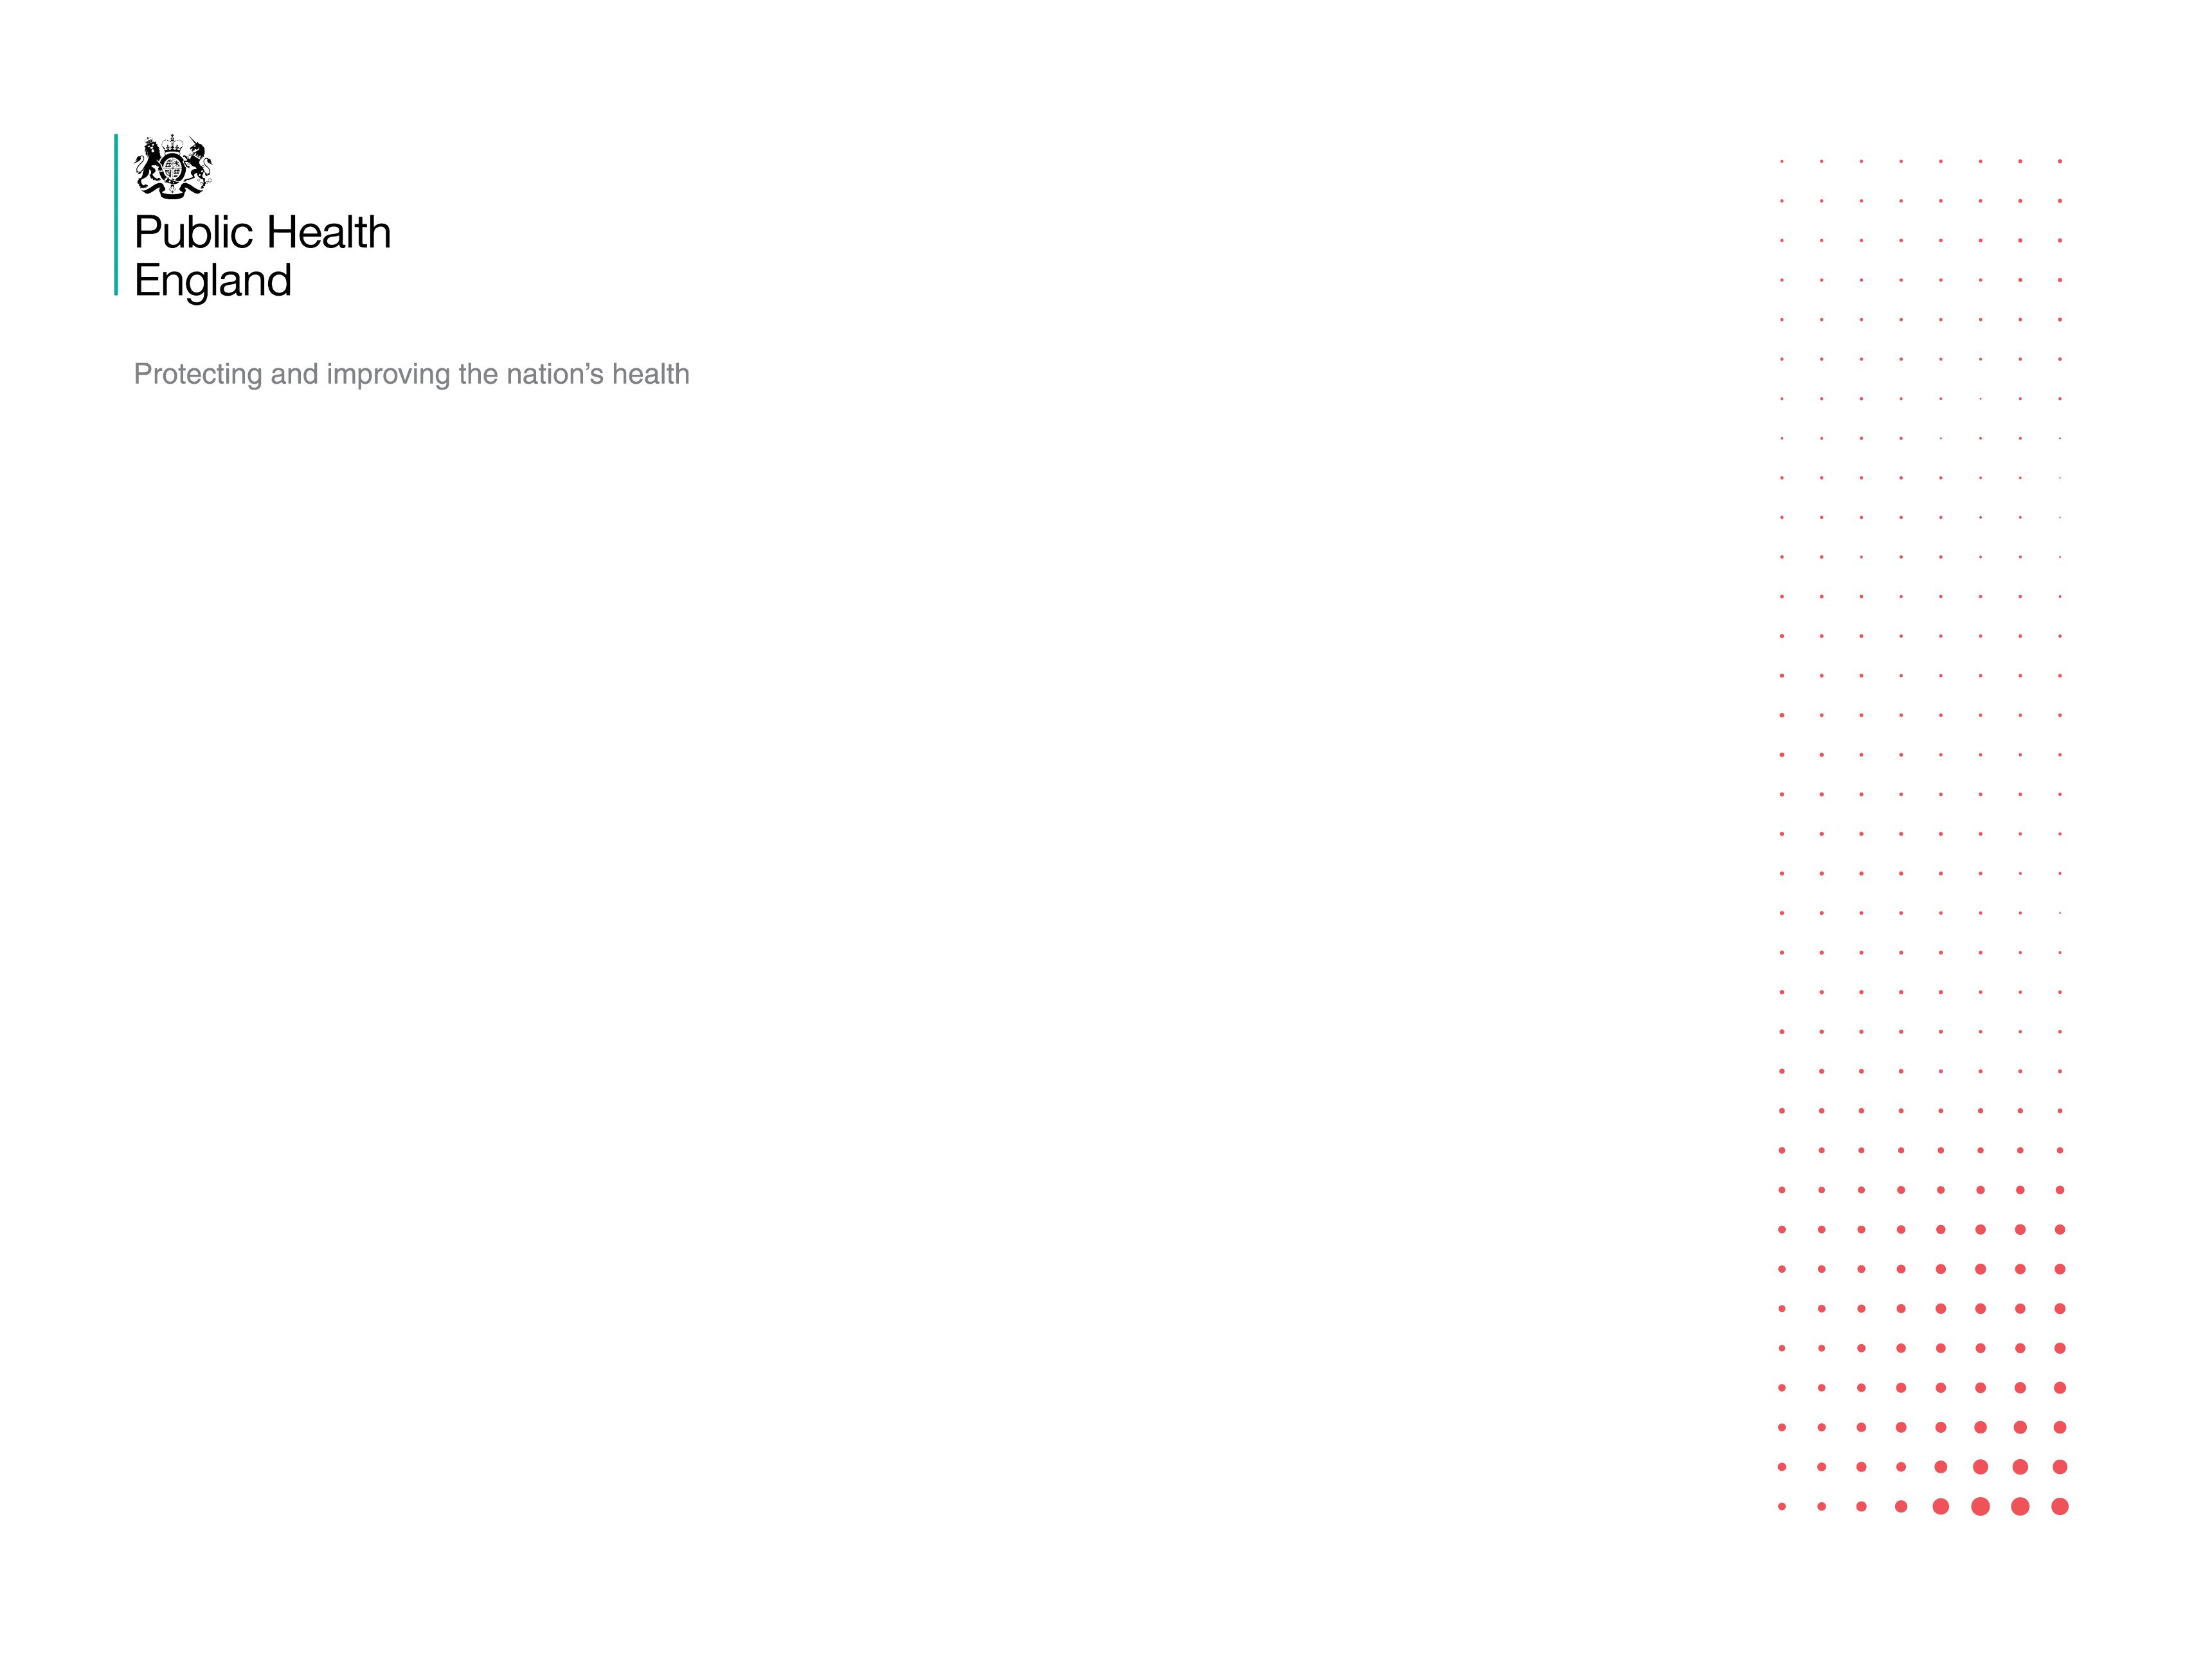 Public Health
England
Protecting and improving the nation’s health